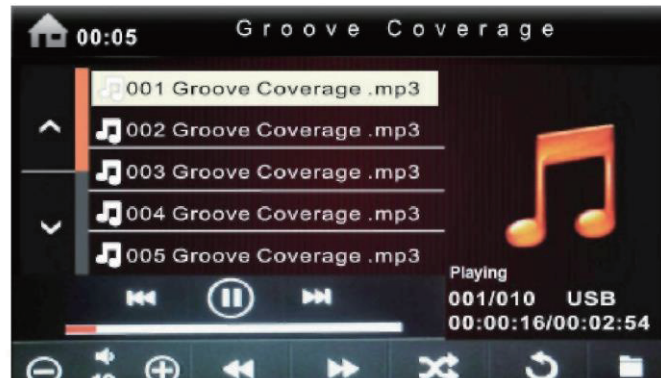 00:05
Groove Coverage
001 Groove Coverage .mp3
002 Groove Coverage .mp3
003 Groove Coverage .mp3
004 Groove Coverage .mp3
005 Groove Coverage .mp3
Playing
001/010 USB
00:00:16/00:02:54